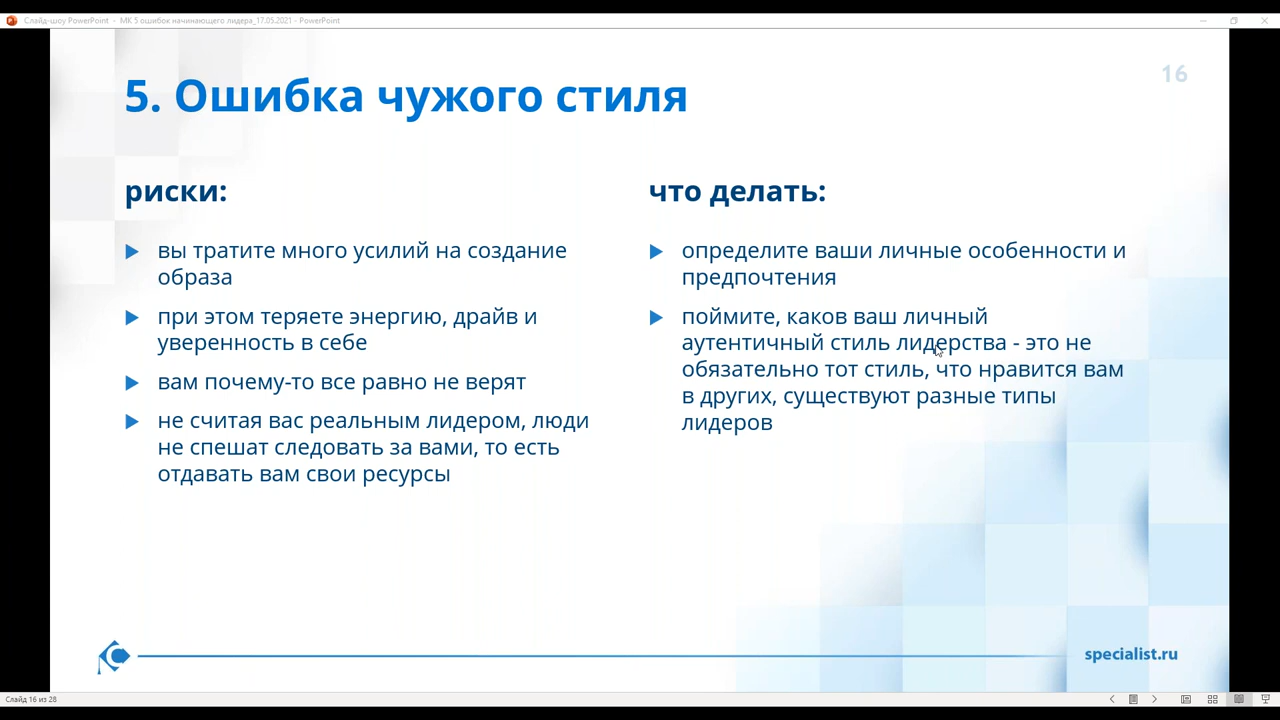 Слайд-шоу PowerPoint - МК 5 ошибок начинающего лидера_17.05.2021 - PowerPoint
16
5. Ошибка чужого стиля
риски:
вы тратите много усилий на создание
образа
при этом теряете энергию, драйв и
уверенность в себе
вам почему-то все равно не верят
не считая вас реальным лидером, люди
не спешат следовать за вами, то есть
отдавать вам свои ресурсы
что делать:
определите ваши личные особенности и
предпочтения
поймите, каков ваш личный
аутентичный стиль лидерства - это не
обязательно тот стиль, что нравится вам
в других, существуют разные типы
лидеров
specialist.ru
Слайд 16 из 28